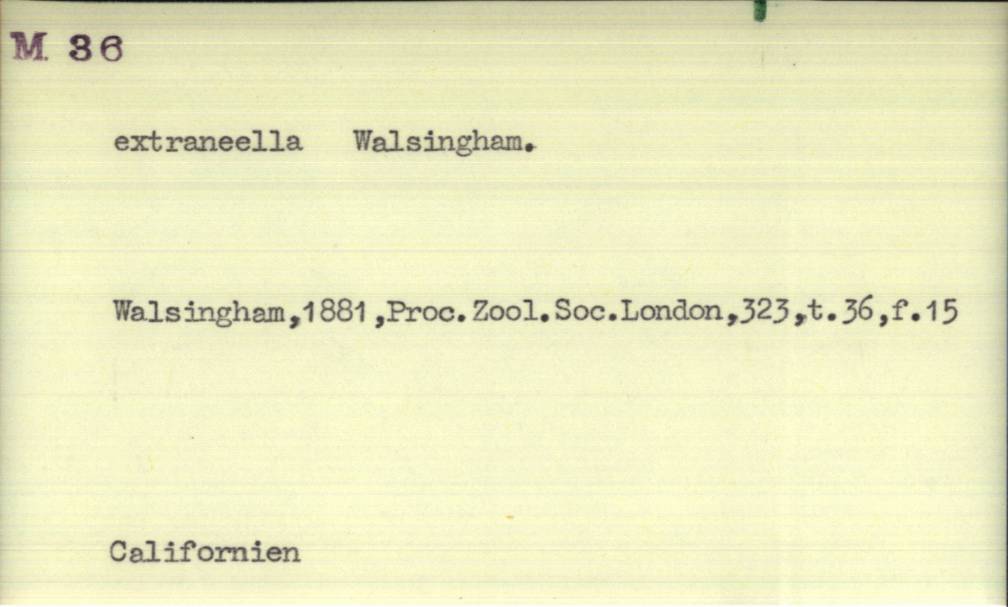 M 36
extraneella Walsingham.
Walsingham,1881,Proc.Zool.Soc.London,323,t.36,f.15
Californien